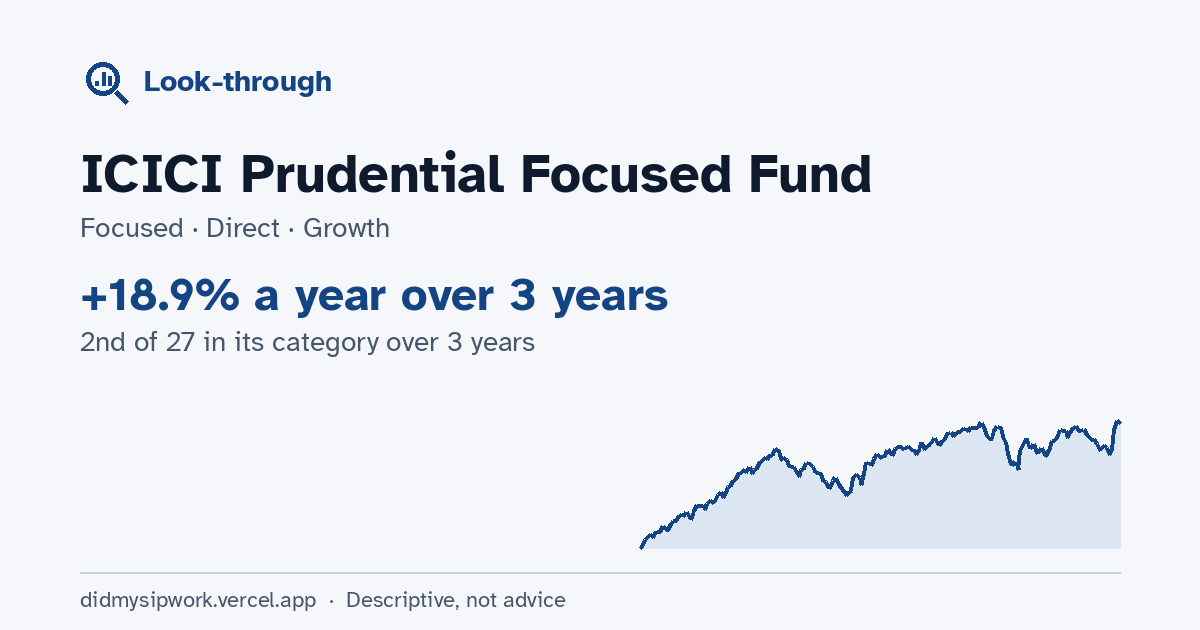 Look-through
ICICI Prudential Focused Fund
Focused · Direct · Growth
+18.9% a year over 3 years
2nd of 27 in its category over 3 years
didmysipwork.vercel.app · Descriptive, not advice